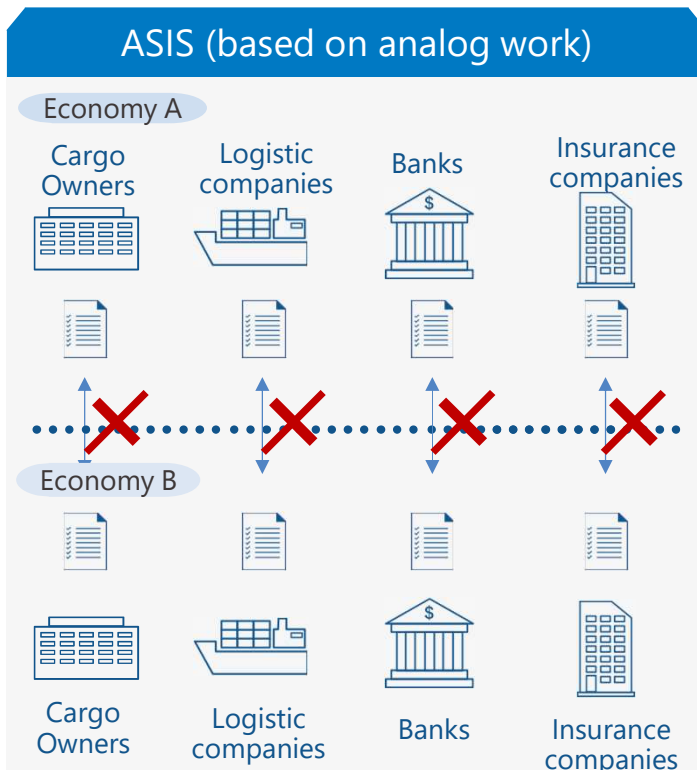 ASIS (based on analog work)
Economy A
Cargo
Owners
Logistic
companies
Banks
Insurance
companies
$
Economy B
$
Cargo
Owners
Logistic
companies
Banks
Insurance
companies